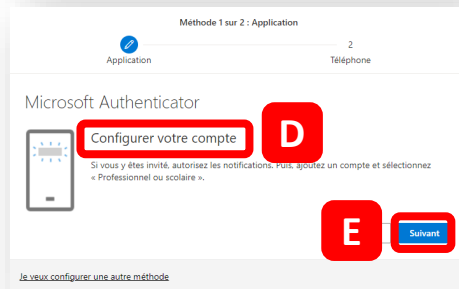 Méthode 1 sur 2 : Application
Application
2
Téléphone
Microsoft Authenticator
Configurer votre compte
D
Si vous y êtes invité, autorisez les notifications. Puis, ajoutez un compte et sélectionnez
« Professionnel ou scolaire ».
E
Suivant
Je veux configurer une autre méthode